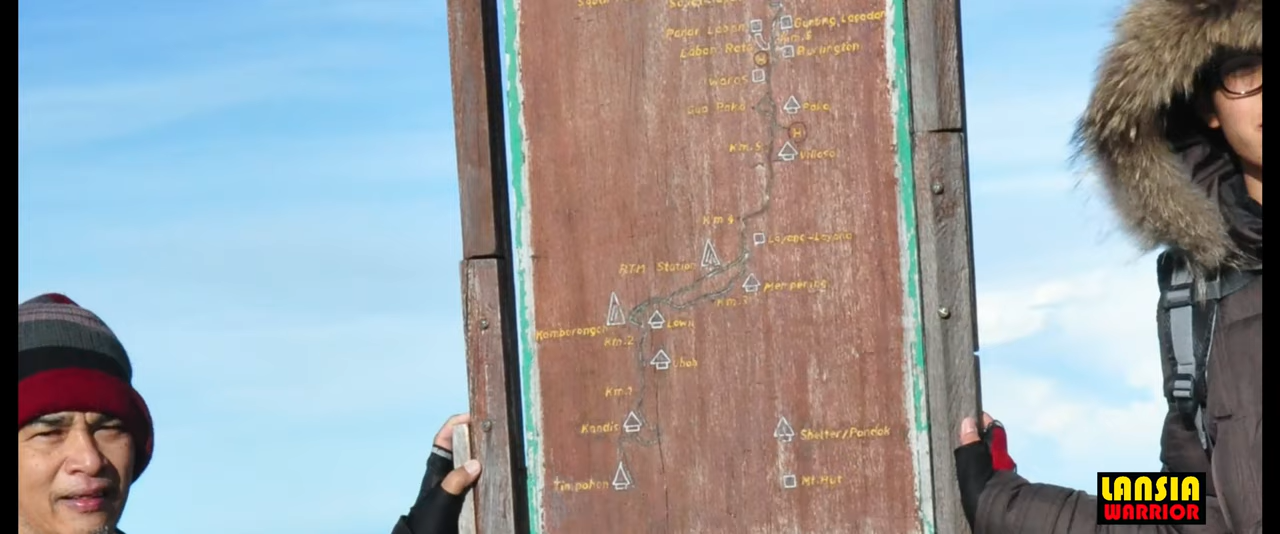 Panar Laban
Gunting Lagadan
Km.6
Laban Rata
Burlington
H
Waras
Gua Paka
Paka
H
Km.5
Villosa
Km 4
Layang-Layang
RTM Station
Mempening
Km.3
Lowii
Kamborangoh
Km.2
Ubah
Km.1
Kandis
Shelter/Pondok
Timpohon
Mt.Hut
LANSIA
WARRIOR